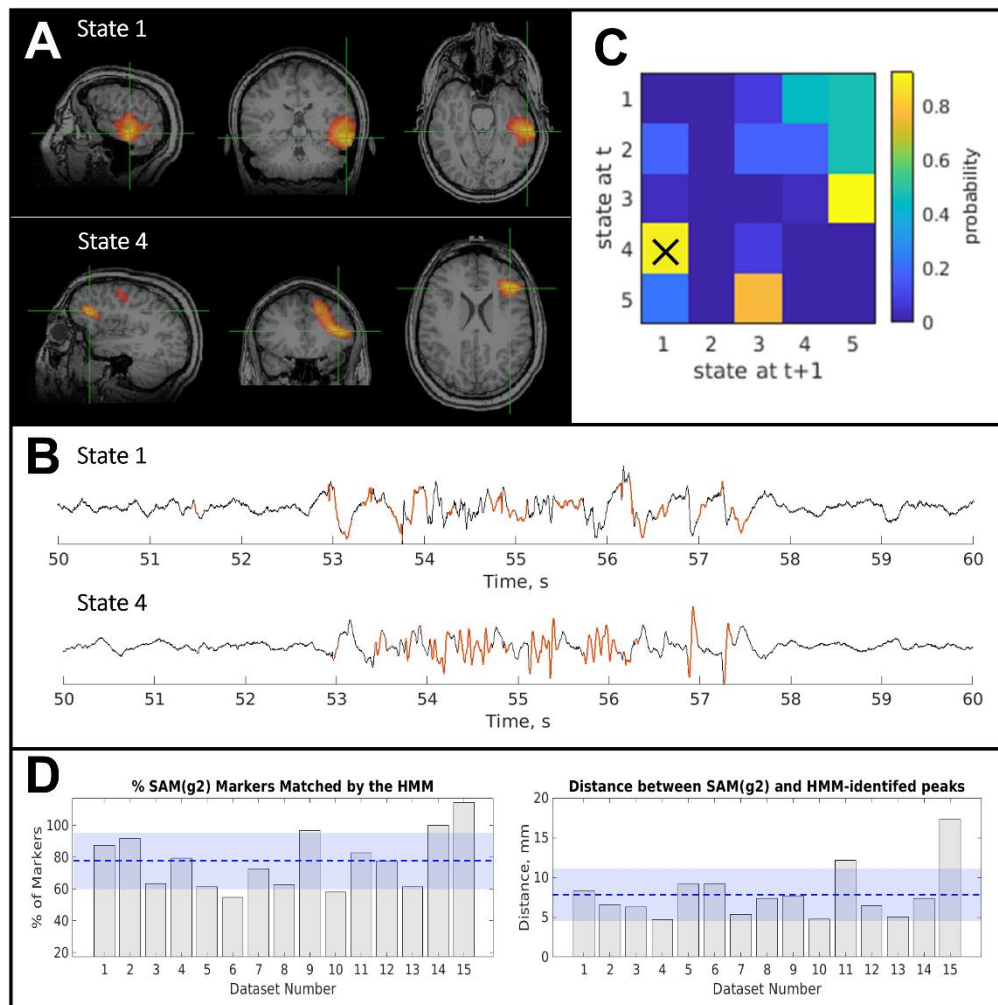 A
State 1
State 4
C
1
2
3
4
5
state at t
1 2 3 4 5
state at t+1
0.8
0.6
0.4
0.2
0
probability
B
State 1
50 51 52 53 54 55 56 57 58 59 60
Time, s
State 4
50 51 52 53 54 55 56 57 58 59 60
Time, s
D
% SAM(g2) Markers Matched by the HMM
% of Markers
100
80
60
40
20
1 2 3 4 5 6 7 8 9 10 11 12 13 14 15
Dataset Number
Distance between SAM(g2) and HMM-identifed peaks
Distance, mm
20
15
10
5
0
1 2 3 4 5 6 7 8 9 10 11 12 13 14 15
Dataset Number